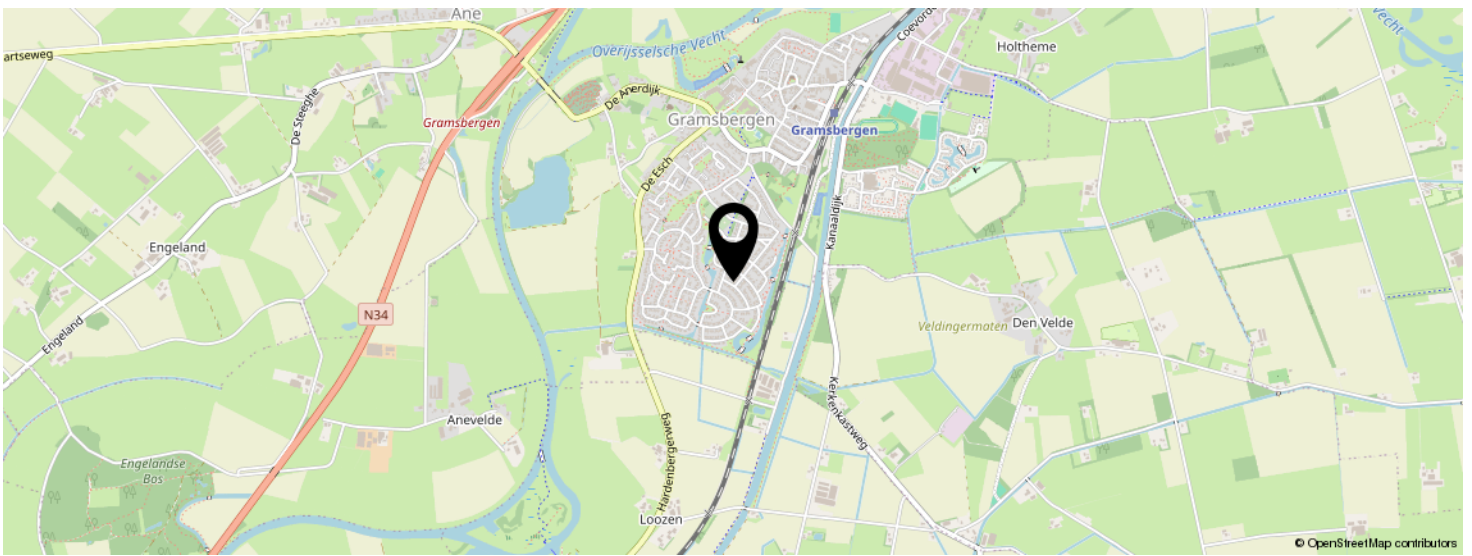 Ane
artseweg
Overijsselsche Vecht
Coevord
Vecht
Holtheme
De Steeghe
De Anerdijk
Gramsbergen
Gramsbergen
Gramsbergen
De Esch
Kanaaldijk
Engeland
Engeland
N34
Veldingermaten
Den Velde
Anevelde
Hardenbergerweg
Kerkenkastweg
Engelandse
Bos
Loozen
© OpenStreetMap contributors